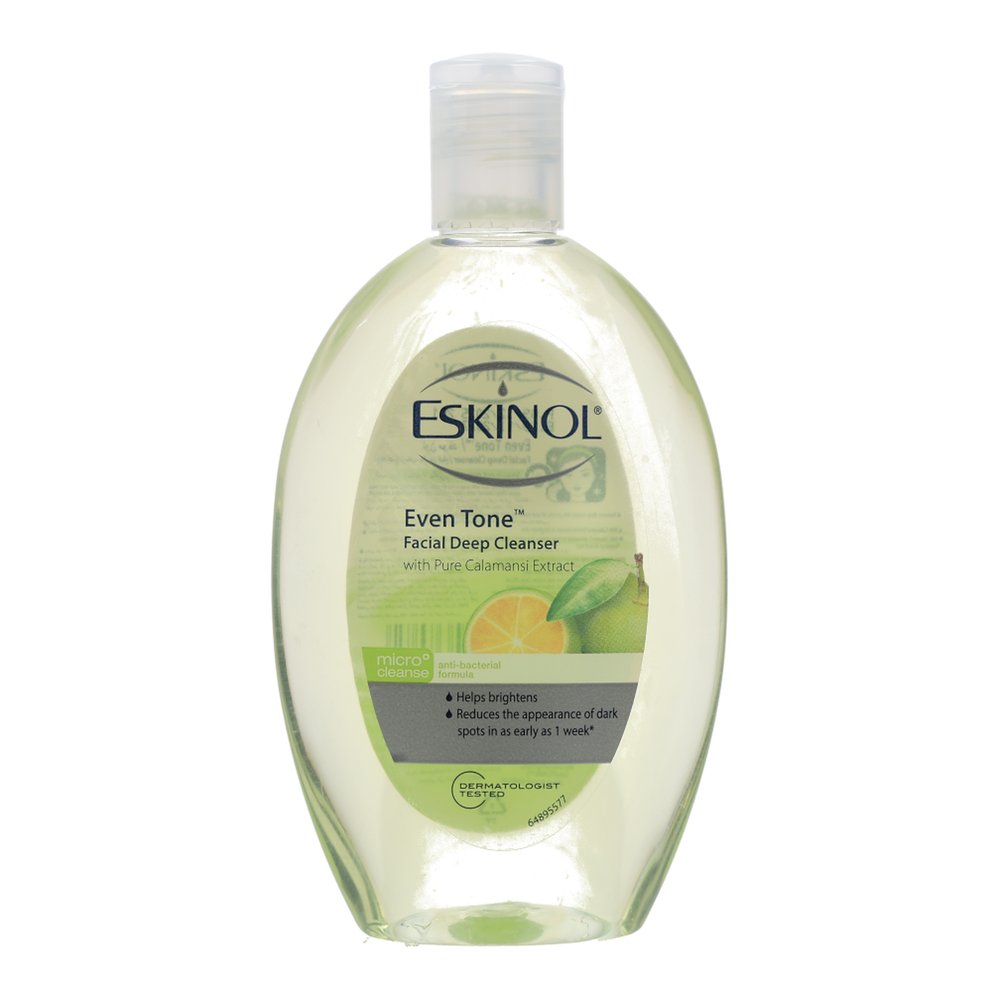 ESKINOL®
Even Tone™
Facial Deep Cleanser
with Pure Calamansi Extract
micro°
cleanse
anti-bacterial
formula
Helps brightens
Reduces the appearance of dark
spots in as early as 1 week*
DERMATOLOGIST
TESTED
64895577